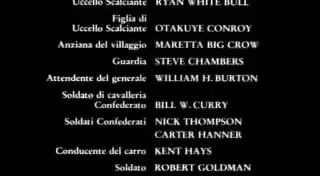 Uccello Scalciante RYAN WHITE BULL
Figlia di
Uccello Scalciante OTAKUYE CONROY
Anziana del villaggio MARETTA BIG CROW
Guardia STEVE CHAMBERS
Attendente del generale WILLIAM H. BURTON
Soldato di cavalleria
Confederato BILL W. CURRY
Soldati Confederati NICK THOMPSON
CARTER HANNER
Conducente del carro KENT HAYS
Soldato ROBERT GOLDMAN